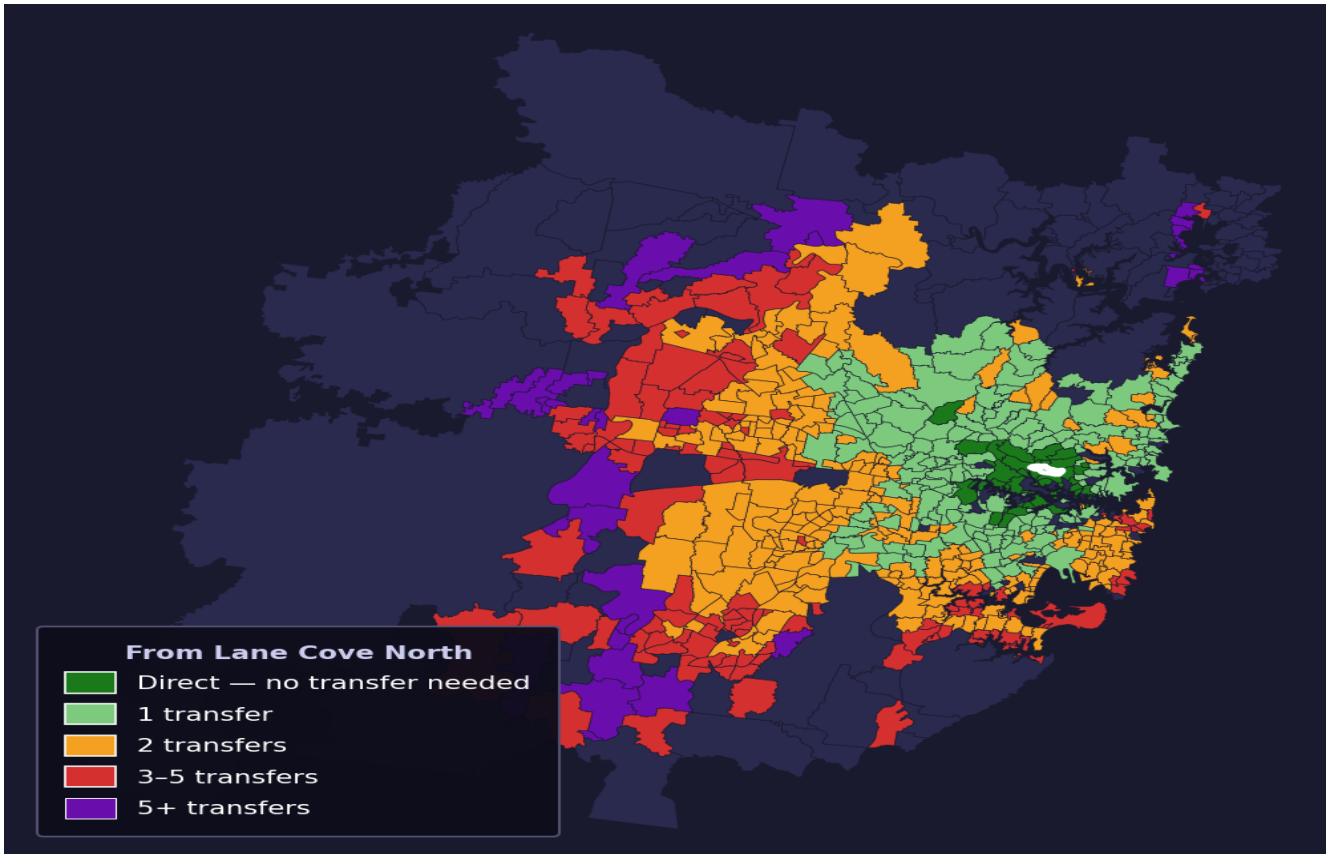 From Lane Cove North
Direct — no transfer needed
1 transfer
2 transfers
3–5 transfers
5+ transfers